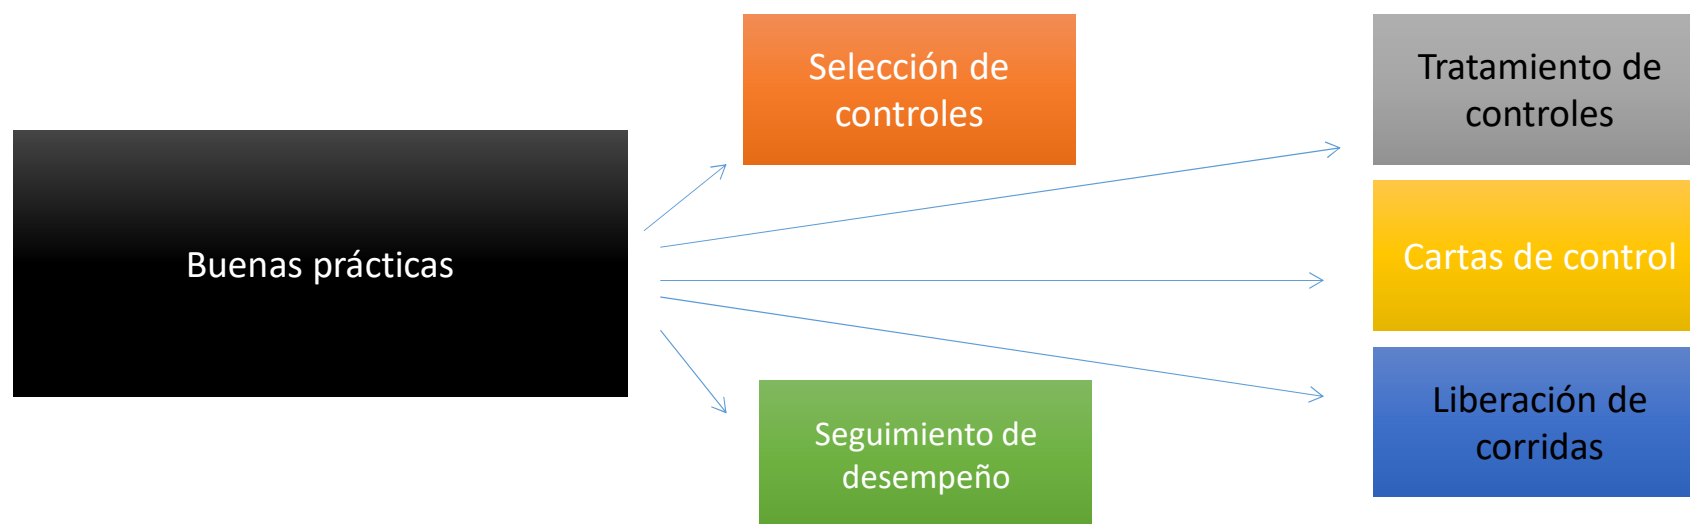 Selección de
controles
Tratamiento de
controles
Buenas prácticas
Cartas de control
Liberación de
corridas
Seguimiento de
desempeño